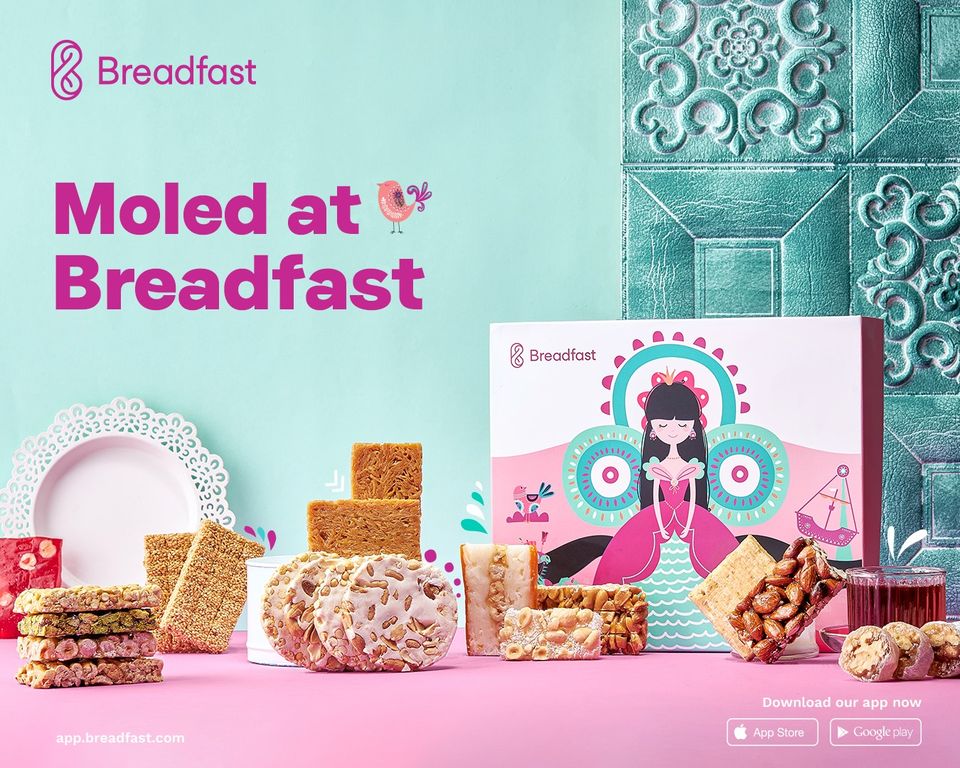 Breadfast
Moled at
Breadfast
Breadfast
Download our app now
App Store
Google play
app.breadfast.com